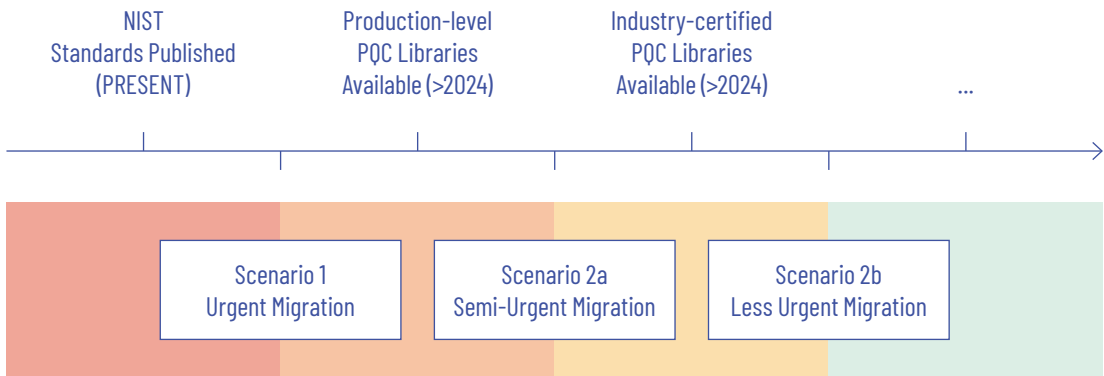 NIST
Standards Published
(PRESENT)
Production-level
PQC Libraries
Available (>2024)
Industry-certified
PQC Libraries
Available (>2024)
...
Scenario 1
Urgent Migration
Scenario 2a
Semi-Urgent Migration
Scenario 2b
Less Urgent Migration